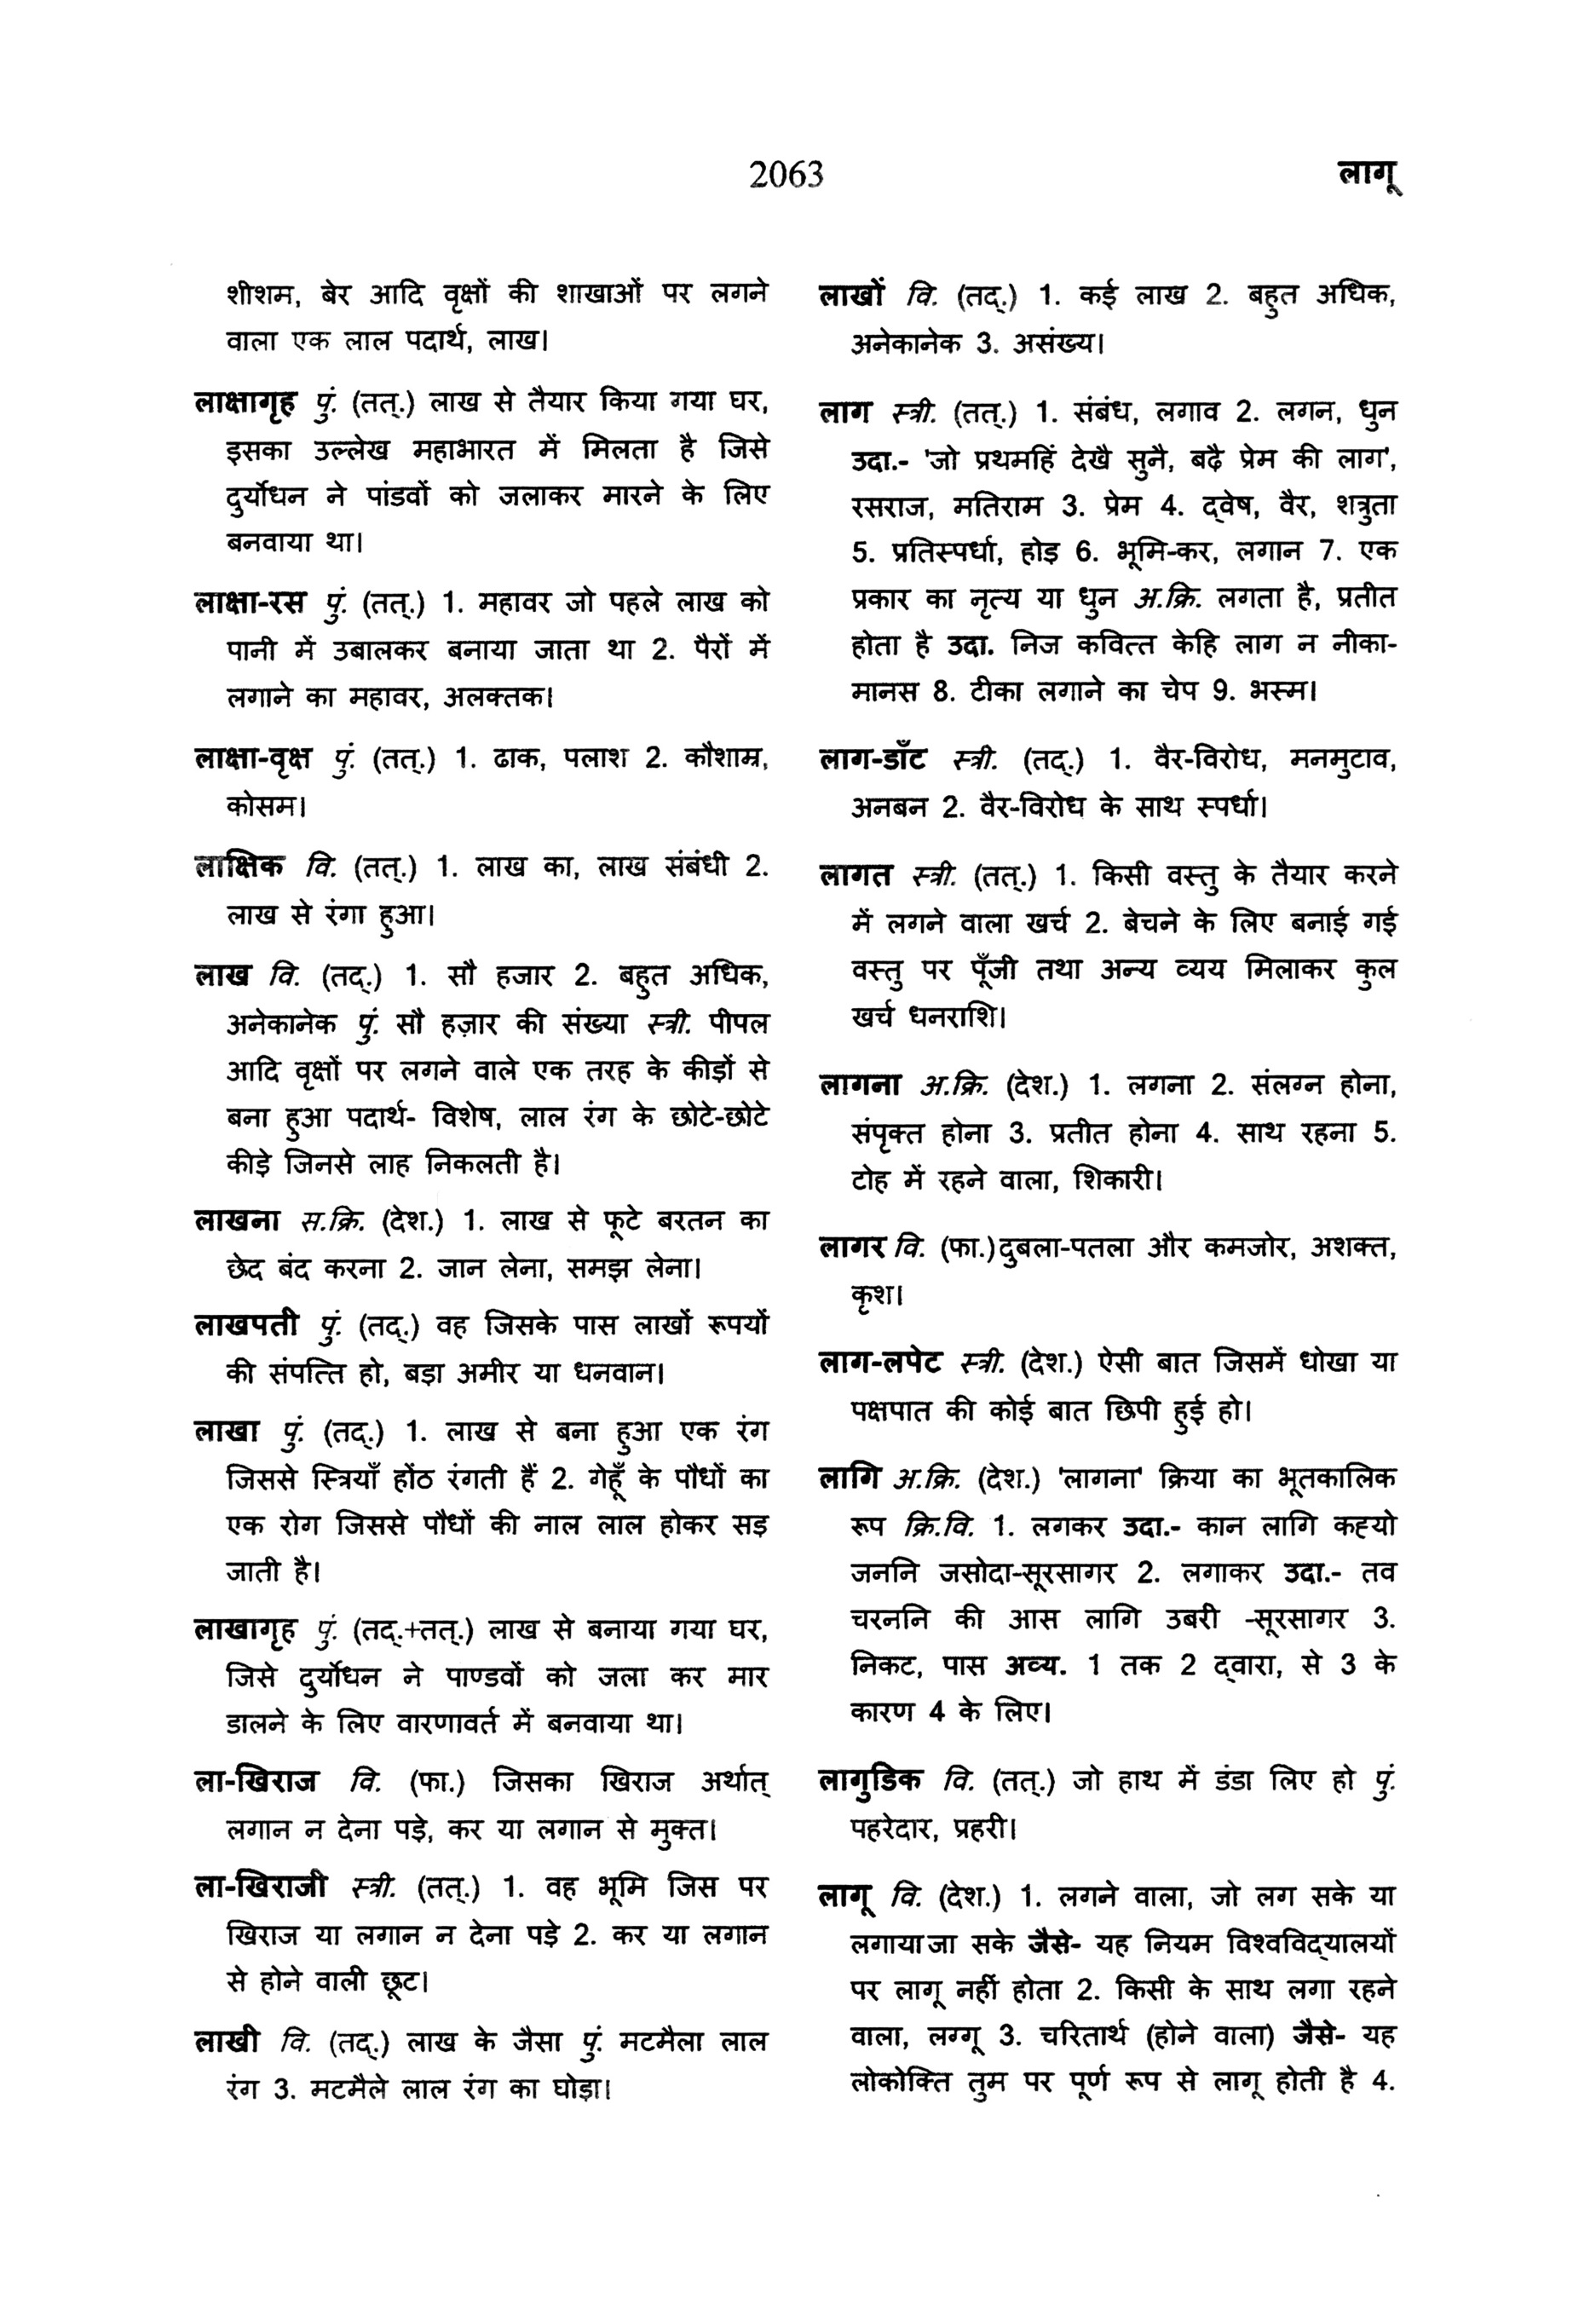 2063
लागू
शीशम, बेर आदि वृक्षों की शाखाओं पर लगने
वाला एक लाल पदार्थ, लाख।
लाक्षागृह पुं. (तत्.) लाख से तैयार किया गया घर,
इसका उल्लेख महाभारत में मिलता है जिसे
दुर्योधन ने पांडवों को जलाकर मारने के लिए
बनवाया था।
लाक्षा-रस पुं. (तत्.) 1. महावर जो पहले लाख को
पानी में उबालकर बनाया जाता था 2. पैरों में
लगाने का महावर, अलक्तक।
लाक्षा-वृक्ष पुं. (तत्.) 1. ढाक, पलाश 2. कौशाम्र,
कोसम।
लाक्षिक वि. (तत्.) 1. लाख का, लाख संबंधी 2.
लाख से रंगा हुआ।
लाख वि. (तद्.) 1. सौ हजार 2. बहुत अधिक,
अनेकानेक पुं. सौ हज़ार की संख्या स्त्री. पीपल
आदि वृक्षों पर लगने वाले एक तरह के कीड़ों से
बना हुआ पदार्थ- विशेष, लाल रंग के छोटे-छोटे
कीड़े जिनसे लाह निकलती है।
लाखना स.क्रि. (देश.) 1. लाख से फूटे बरतन का
छेद बंद करना 2. जान लेना, समझ लेना।
लाखपती पुं. (तद्.) वह जिसके पास लाखों रूपयों
की संपत्ति हो, बड़ा अमीर या धनवान।
लाखा पुं. (तद्.) 1. लाख से बना हुआ एक रंग
जिससे स्त्रियाँ होंठ रंगती हैं 2. गेहूँ के पौधों का
एक रोग जिससे पौधों की नाल लाल होकर सड़
जाती है।
लाखागृह पुं. (तद्.+तत्.) लाख से बनाया गया घर,
जिसे दुर्योधन ने पाण्डवों को जला कर मार
डालने के लिए वारणावर्त में बनवाया था।
ला-खिराज वि. (फा.) जिसका खिराज अर्थात्
लगान न देना पड़े, कर या लगान से मुक्त।
ला-खिराजी स्त्री. (तत्.) 1. वह भूमि जिस पर
खिराज या लगान न देना पड़े 2. कर या लगान
से होने वाली छूट।
लाखी वि. (तद्.) लाख के जैसा पुं. मटमैला लाल
रंग 3. मटमैले लाल रंग का घोड़ा।
लाखों वि. (तद्.) 1. कई लाख 2. बहुत अधिक,
अनेकानेक 3. असंख्य।
लाग स्त्री. (तत्.) 1. संबंध, लगाव 2. लगन, धुन
उदा.- 'जो प्रथमहिं देखै सुनै, बढ़ै प्रेम की लाग',
रसराज, मतिराम 3. प्रेम 4. द्वेष, वैर, शत्रुता
5. प्रतिस्पर्धा, होड़ 6. भूमि-कर, लगान 7. एक
प्रकार का नृत्य या धुन अ.क्रि. लगता है, प्रतीत
होता है उदा. निज कवित्त केहि लाग न नीका-
मानस 8. टीका लगाने का चेप 9. भस्म।
लाग-डाँट स्त्री. (तद्.) 1. वैर-विरोध, मनमुटाव,
अनबन 2. वैर-विरोध के साथ स्पर्धा।
लागत स्त्री. (तत्.) 1. किसी वस्तु के तैयार करने
में लगने वाला खर्च 2. बेचने के लिए बनाई गई
वस्तु पर पूँजी तथा अन्य व्यय मिलाकर कुल
खर्च धनराशि।
लागना अ.क्रि. (देश.) 1. लगना 2. संलग्न होना,
संपृक्त होना 3. प्रतीत होना 4. साथ रहना 5.
टोह में रहने वाला, शिकारी।
लागर वि. (फा.)दुबला-पतला और कमजोर, अशक्त,
कृश।
लाग-लपेट स्त्री. (देश.) ऐसी बात जिसमें धोखा या
पक्षपात की कोई बात छिपी हुई हो।
लागि अ.क्रि. (देश.) 'लागना' क्रिया का भूतकालिक
रूप क्रि.वि. 1. लगकर उदा.- कान लागि कह्यो
जननि जसोदा-सूरसागर 2. लगाकर उदा.- तव
चरननि की आस लागि उबरी -सूरसागर 3.
निकट, पास अव्य. 1 तक 2 द्वारा, से 3 के
कारण 4 के लिए।
लागुडिक वि. (तत्.) जो हाथ में डंडा लिए हो पुं.
पहरेदार, प्रहरी।
लागू वि. (देश.) 1. लगने वाला, जो लग सके या
लगाया जा सके जैसे- यह नियम विश्वविद्यालयों
पर लागू नहीं होता 2. किसी के साथ लगा रहने
वाला, लग्गू 3. चरितार्थ (होने वाला) जैसे- यह
लोकोक्ति तुम पर पूर्ण रूप से लागू होती है 4.